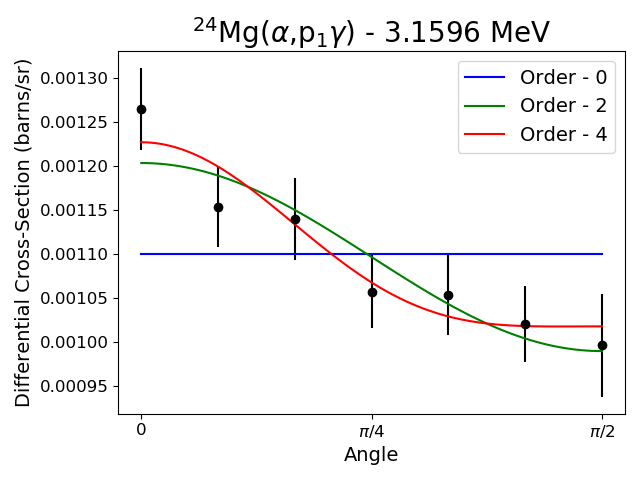 ²⁴Mg(α,p₁γ) - 3.1596 MeV
Order - 0
Order - 2
Order - 4
Differential Cross-Section (barns/sr)
0.00130
0.00125
0.00120
0.00115
0.00110
0.00105
0.00100
0.00095
0 π/4 π/2
Angle